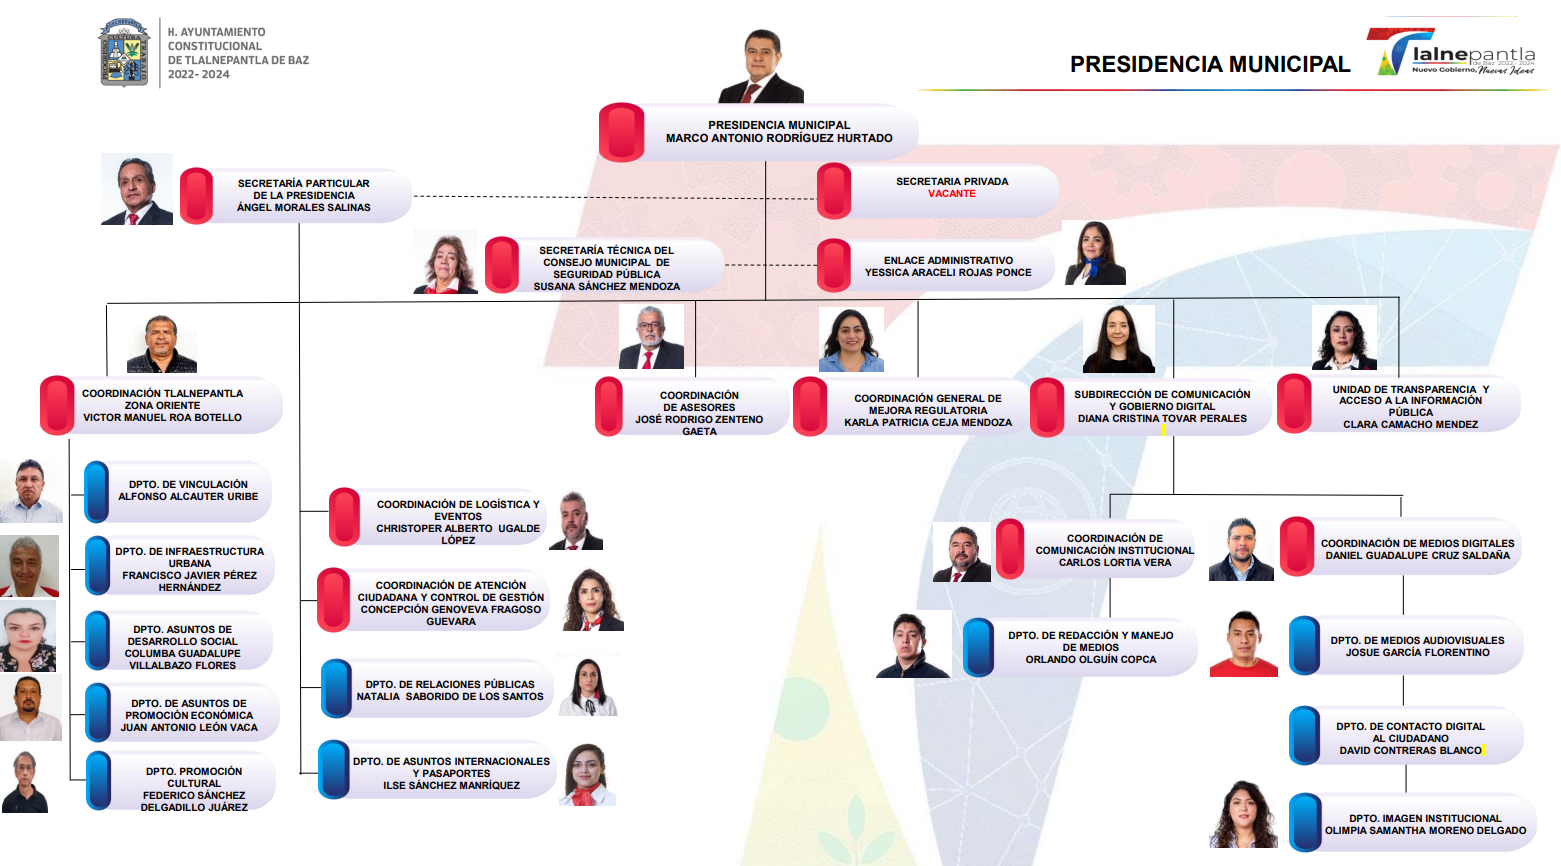 H. AYUNTAMIENTO
CONSTITUCIONAL
DE TLALNEPANTLA DE BAZ
2022- 2024
PROGRESO CULTURA TRABAJO
PRESIDENCIA MUNICIPAL
Tlalnepantla
de Baz 2022 - 2024
Nuevo Gobierno, Nuevas Ideas
PRESIDENCIA MUNICIPAL
MARCO ANTONIO RODRÍGUEZ HURTADO
SECRETARÍA PARTICULAR
DE LA PRESIDENCIA
ÁNGEL MORALES SALINAS
SECRETARIA PRIVADA
VACANTE
SECRETARÍA TÉCNICA DEL
CONSEJO MUNICIPAL DE
SEGURIDAD PÚBLICA
SUSANA SÁNCHEZ MENDOZA
ENLACE ADMINISTRATIVO
YESSICA ARACELI ROJAS PONCE
COORDINACIÓN TLALNEPANTLA
ZONA ORIENTE
VICTOR MANUEL ROA BOTELLO
COORDINACIÓN
DE ASESORES
JOSÉ RODRIGO ZENTENO
GAETA
COORDINACIÓN GENERAL DE
MEJORA REGULATORIA
KARLA PATRICIA CEJA MENDOZA
SUBDIRECCIÓN DE COMUNICACIÓN
Y GOBIERNO DIGITAL
DIANA CRISTINA TOVAR PERALES
UNIDAD DE TRANSPARENCIA Y
ACCESO A LA INFORMACIÓN
PÚBLICA
CLARA CAMACHO MENDEZ
DPTO. DE VINCULACIÓN
ALFONSO ALCAUTER URIBE
DPTO. DE INFRAESTRUCTURA
URBANA
FRANCISCO JAVIER PÉREZ
HERNÁNDEZ
DPTO. ASUNTOS DE
DESARROLLO SOCIAL
COLUMBA GUADALUPE
VILLALBAZO FLORES
DPTO. DE ASUNTOS DE
PROMOCIÓN ECONÓMICA
JUAN ANTONIO LEÓN VACA
DPTO. PROMOCIÓN
CULTURAL
FEDERICO SÁNCHEZ
DELGADILLO JUÁREZ
COORDINACIÓN DE LOGÍSTICA Y
EVENTOS
CHRISTOPER ALBERTO UGALDE
LÓPEZ
COORDINACIÓN DE ATENCIÓN
CIUDADANA Y CONTROL DE GESTIÓN
CONCEPCIÓN GENOVEVA FRAGOSO
GUEVARA
DPTO. DE RELACIONES PÚBLICAS
NATALIA SABORIDO DE LOS SANTOS
DPTO. DE ASUNTOS INTERNACIONALES
Y PASAPORTES
ILSE SÁNCHEZ MANRÍQUEZ
COORDINACIÓN DE
COMUNICACIÓN INSTITUCIONAL
CARLOS LORTIA VERA
DPTO. DE REDACCIÓN Y MANEJO
DE MEDIOS
ORLANDO OLGUÍN COPCA
COORDINACIÓN DE MEDIOS DIGITALES
DANIEL GUADALUPE CRUZ SALDAÑA
DPTO. DE MEDIOS AUDIOVISUALES
JOSUE GARCÍA FLORENTINO
DPTO. DE CONTACTO DIGITAL
AL CIUDADANO
DAVID CONTRERAS BLANCO
DPTO. IMAGEN INSTITUCIONAL
OLIMPIA SAMANTHA MORENO DELGADO